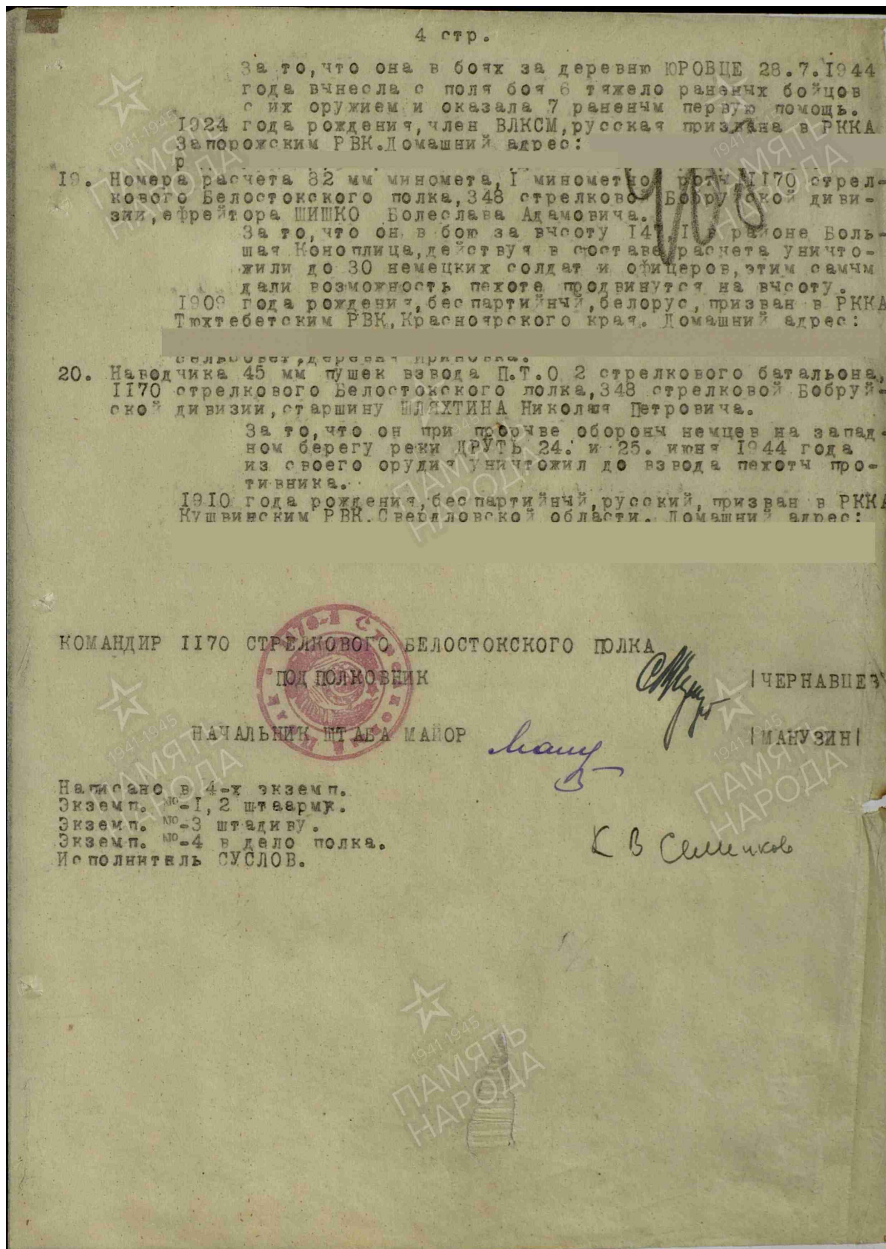 4 стр.
За то,что она в боях за деревню ЮРОВЦЕ 28.7.1944
года вынесла с поля боя 6 тяжело раненых бойцов
с их оружием и оказала 7 раненым первую помощь.
1924 года рождения,член ВЛКСМ,русская призвана в РККА
Запорожским РВК.Домашний адрес:
р
19. Номера расчета 82 мм миномета,I минометно роты II70 стрел-
кового Белостокского полка,348 стрелковой Бобруйской диви-
зии,ефрейтора ШИШКО Болеслава Адамовича.
За то,что он в бою за высоту районе Боль-
шая Коноплица,действуя в составе расчета уничто-
жили до 30 немецких солдат и офицеров,этим самым
дали возможность пехоте продвинутся на высоту.
1909 года рождения,беспартийный,белорус,призван в РККА
Тюхтебетским РВК,Красноярского края. Домашний адрес:
сельсовет,деревня
20. Наводчика 45 мм пушек взвода П.Т.О 2 стрелкового батальона,
II70 стрелкового Белостокского полка,348 стрелковой Бобруй-
ской дивизии,старшину ШЛЯХТИНА Николая Петровича.
За то,что он при прорыве обороны немцев на запад-
ном берегу реки ДРУТЬ 24. и 25. июня 1944 года
из своего орудия уничтожил до взвода пехоты про-
тивника.
1910 года рождения,беспартийный,русский,призван в РККА
Кушвинским РВК.Свердловской области. Домашний адрес:
КОМАНДИР II70 СТРЕЛКОВОГО БЕЛОСТОКСКОГО ПОЛКА
ПОДПОЛКОВНИК |ЧЕРНАВЦЕВ
НАЧАЛЬНИК ШТАБА МАЙОР |МАНУЗИН|
Написано в 4-х экземп.
Экземп. №-I,2 штаарму.
Экземп. №-3 штадиву.
Экземп. №-4 в дело полка.
Исполнитель СУСЛОВ.
1941 1945
ПАМЯТЬ
НАРОДА